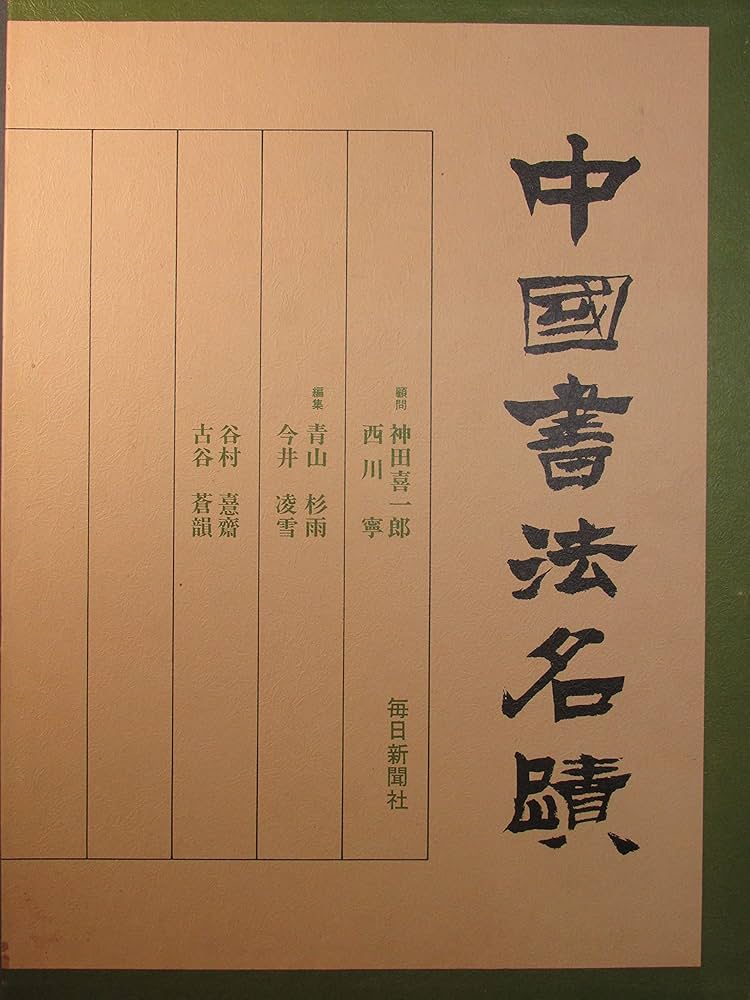 中國書法名蹟
顧問 神田喜一郎
西川 寧
編集 青山 杉雨
今井 凌雪
谷村 憙齋
古谷 蒼韻
毎日新聞社